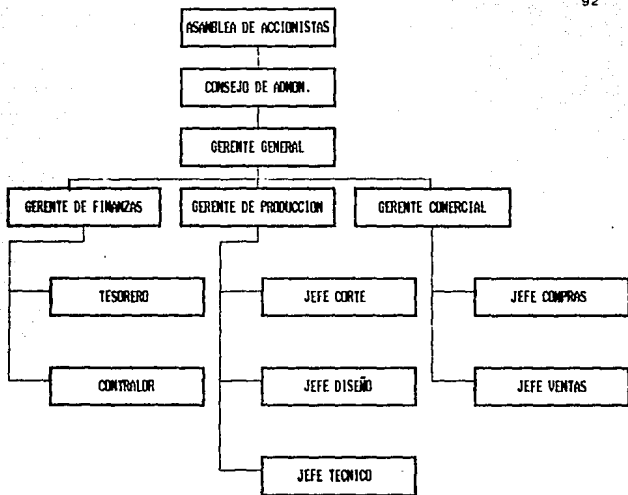 92
ASAMBLEA DE ACCIONISTAS
CONSEJO DE ADMON.
GERENTE GENERAL
GERENTE DE FINANZAS
GERENTE DE PRODUCCION
GERENTE COMERCIAL
TESORERO
JEFE CORTE
JEFE COMPRAS
CONTRALOR
JEFE DISEÑO
JEFE VENTAS
JEFE TECNICO